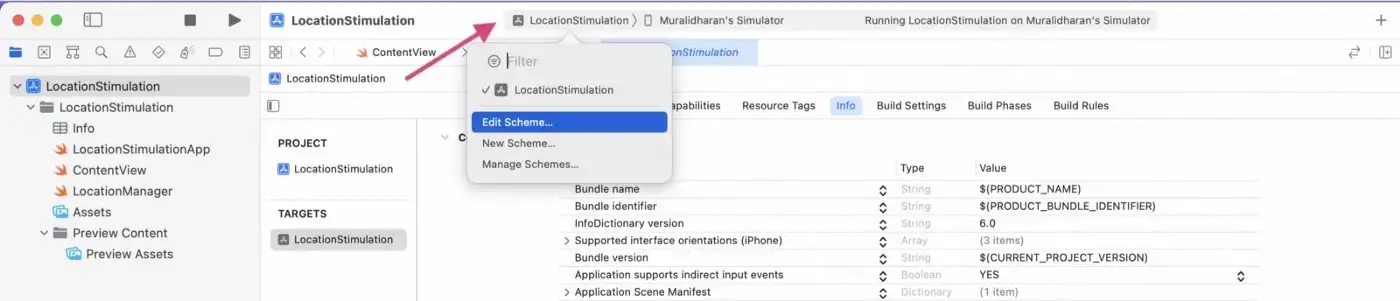 LocationStimulation
LocationStimulation 〉 Muralidharan's Simulator
Running LocationStimulation on Muralidharan's Simulator
ContentView
Stimulation
LocationStimulation
Filter
LocationStimulation
Edit Scheme...
New Scheme...
Manage Schemes...
LocationStimulation
LocationStimulation
Info
LocationStimulationApp
ContentView
LocationManager
Assets
Preview Content
Preview Assets
PROJECT
LocationStimulation
TARGETS
LocationStimulation
apabilities Resource Tags Info Build Settings Build Phases Build Rules
C
Type Value
Bundle name String $(PRODUCT_NAME)
Bundle identifier String $(PRODUCT_BUNDLE_IDENTIFIER)
InfoDictionary version String 6.0
Supported interface orientations (iPhone) Array (3 items)
Bundle version String $(CURRENT_PROJECT_VERSION)
Application supports indirect input events Boolean YES
Application Scene Manifest Dictionary (1 item)